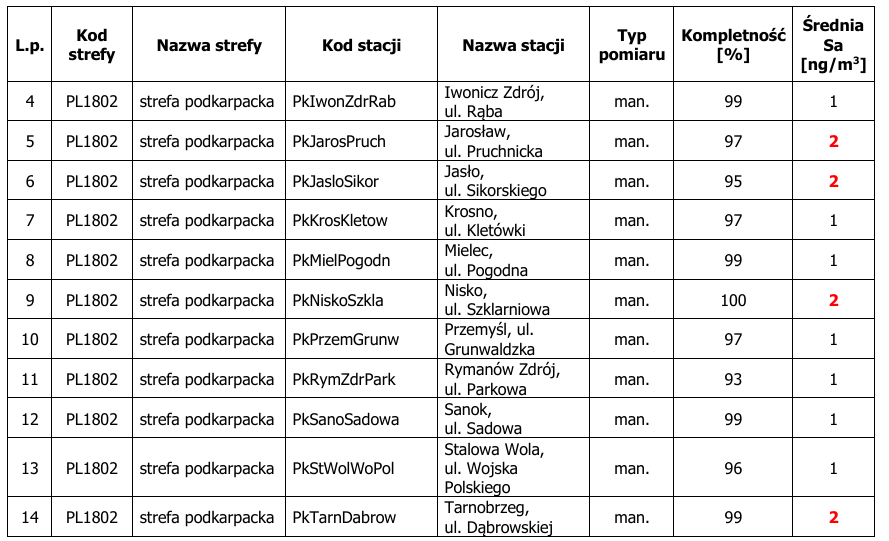 L.p. Kod strefy Nazwa strefy Kod stacji Nazwa stacji Typ pomiaru Kompletność [%] Średnia Sa [ng/m³]
4 PL1802 strefa podkarpacka PkIwonZdrRab Iwonicz Zdrój, ul. Rąba man. 99 1
5 PL1802 strefa podkarpacka PkJarosPruch Jarosław, ul. Pruchnicka man. 97 2
6 PL1802 strefa podkarpacka PkJasloSikor Jasło, ul. Sikorskiego man. 95 2
7 PL1802 strefa podkarpacka PkKrosKletow Krosno, ul. Kletówki man. 97 1
8 PL1802 strefa podkarpacka PkMielPogodn Mielec, ul. Pogodna man. 99 1
9 PL1802 strefa podkarpacka PkNiskoSzkla Nisko, ul. Szklarniowa man. 100 2
10 PL1802 strefa podkarpacka PkPrzemGrunw Przemyśl, ul. Grunwaldzka man. 97 1
11 PL1802 strefa podkarpacka PkRymZdrPark Rymanów Zdrój, ul. Parkowa man. 93 1
12 PL1802 strefa podkarpacka PkSanoSadowa Sanok, ul. Sadowa man. 99 1
13 PL1802 strefa podkarpacka PkStWolWoPol Stalowa Wola, ul. Wojska Polskiego man. 96 1
14 PL1802 strefa podkarpacka PkTarnDabrow Tarnobrzeg, ul. Dąbrowskiej man. 99 2